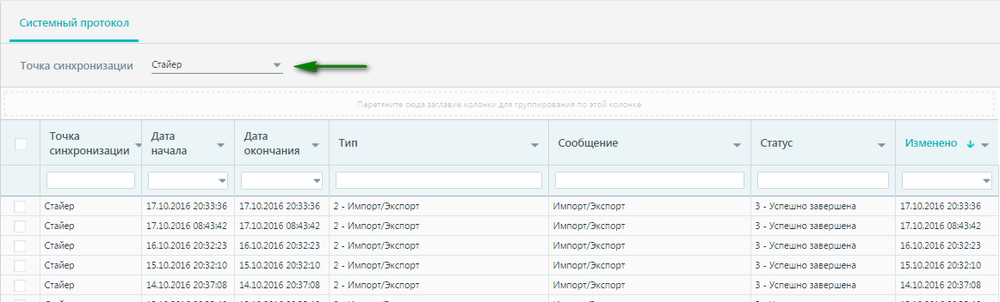 Системный протокол
Точка синхронизации Стайер
Перетяните сюда заглавие колонки для группирования по этой колонке
Точка синхронизации Дата начала Дата окончания Тип Сообщение Статус Изменено
Стайер 17.10.2016 20:33:36 17.10.2016 20:33:36 2 - Импорт/Экспорт Импорт/Экспорт 3 - Успешно завершена 17.10.2016 20:33:36
Стайер 17.10.2016 08:43:42 17.10.2016 08:43:42 2 - Импорт/Экспорт Импорт/Экспорт 3 - Успешно завершена 17.10.2016 08:43:42
Стайер 16.10.2016 20:32:23 16.10.2016 20:32:23 2 - Импорт/Экспорт Импорт/Экспорт 3 - Успешно завершена 16.10.2016 20:32:23
Стайер 15.10.2016 20:32:10 15.10.2016 20:32:10 2 - Импорт/Экспорт Импорт/Экспорт 3 - Успешно завершена 15.10.2016 20:32:10
Стайер 14.10.2016 20:37:08 14.10.2016 20:37:08 2 - Импорт/Экспорт Импорт/Экспорт 3 - Успешно завершена 14.10.2016 20:37:08